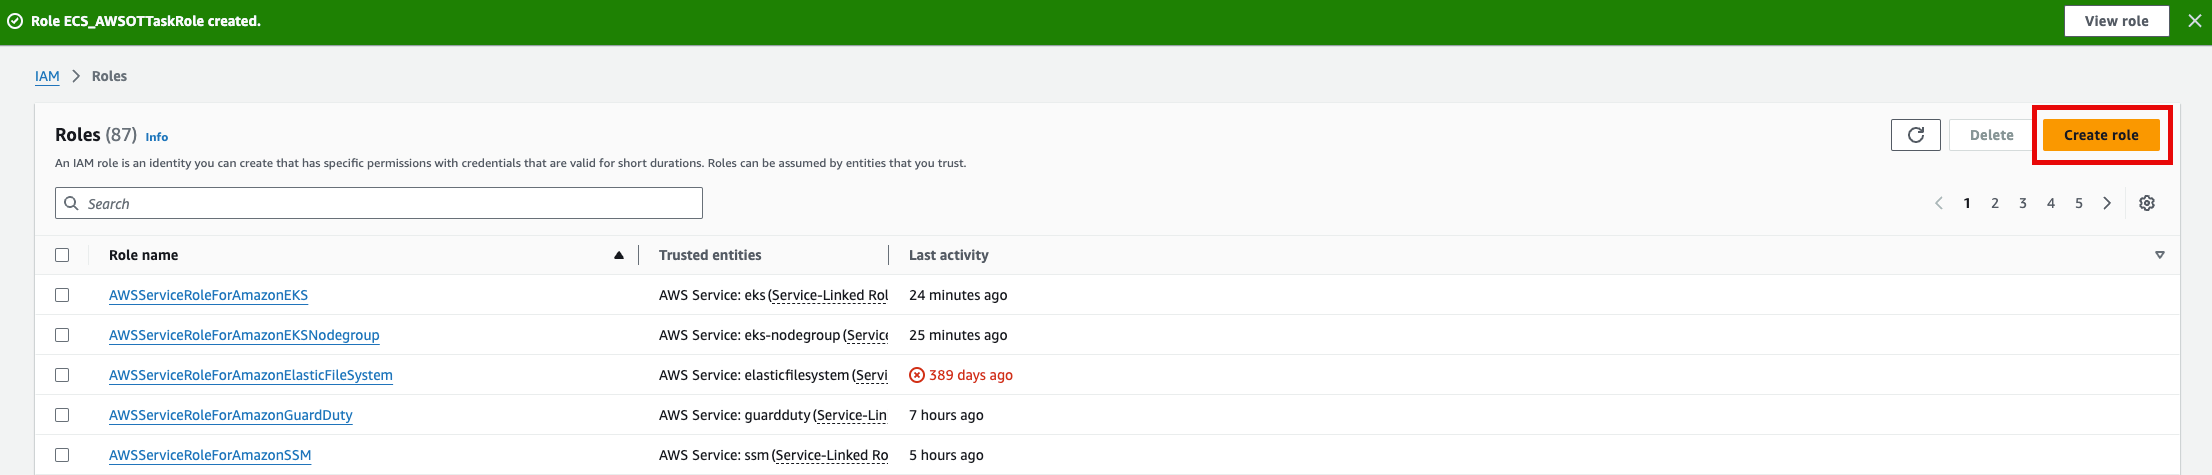 Role ECS_AWSOTTaskRole created.
View role
IAM > Roles
Roles (87) Info
Delete
Create role
An IAM role is an identity you can create that has specific permissions with credentials that are valid for short durations. Roles can be assumed by entities that you trust.
Search
1 2 3 4 5
Role name Trusted entities Last activity
AWSServiceRoleForAmazonEKS AWS Service: eks (Service-Linked Rol 24 minutes ago
AWSServiceRoleForAmazonEKSNodegroup AWS Service: eks-nodegroup (Service 25 minutes ago
AWSServiceRoleForAmazonElasticFileSystem AWS Service: elasticfilesystem (Servi 389 days ago
AWSServiceRoleForAmazonGuardDuty AWS Service: guardduty (Service-Lin 7 hours ago
AWSServiceRoleForAmazonSSM AWS Service: ssm (Service-Linked Ro 5 hours ago